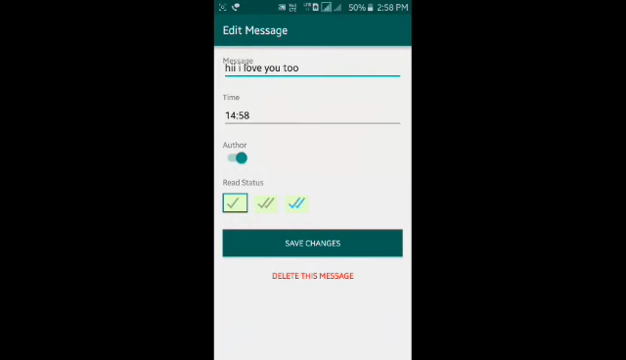 50% 2:58 PM
Edit Message
Message
hii i love you too
Time
14:58
Author
Read Status
SAVE CHANGES
DELETE THIS MESSAGE